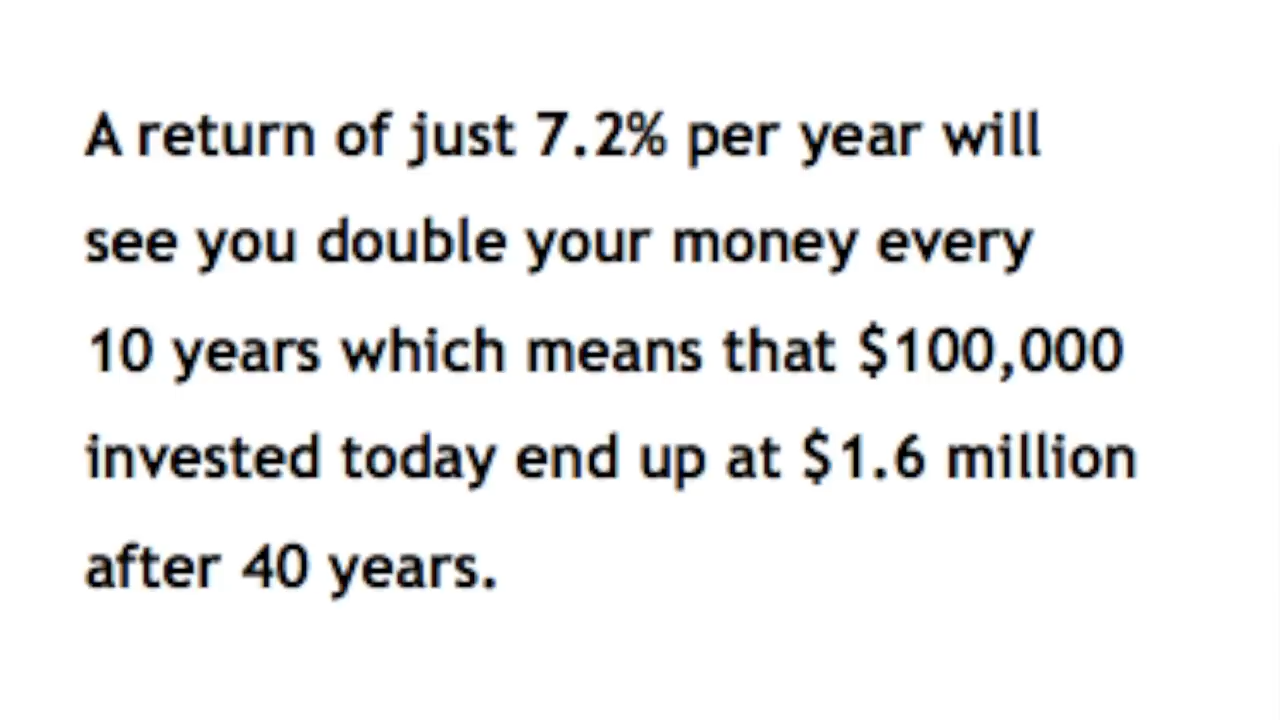 A return of just 7.2% per year will
see you double your money every
10 years which means that $100,000
invested today end up at $1.6 million
after 40 years.